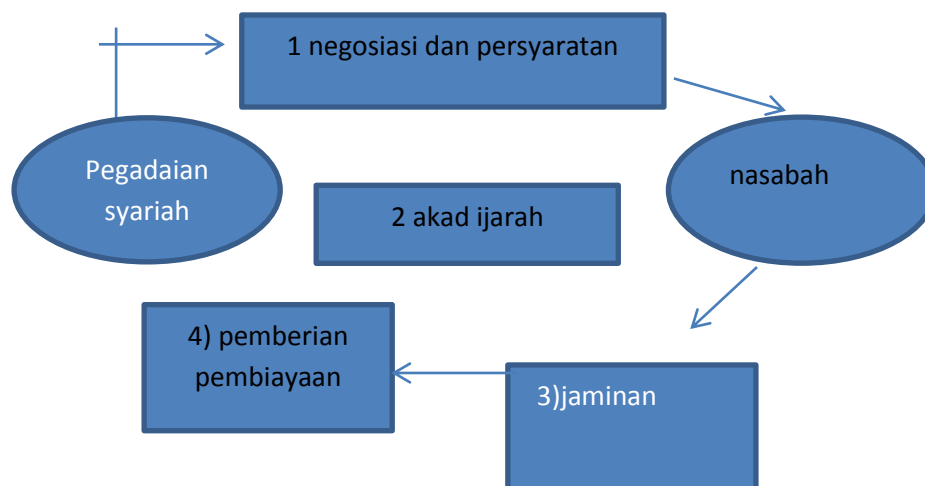 1 negosiasi dan persyaratan
Pegadaian
syariah
nasabah
2 akad ijarah
4) pemberian
pembiayaan
3)jaminan